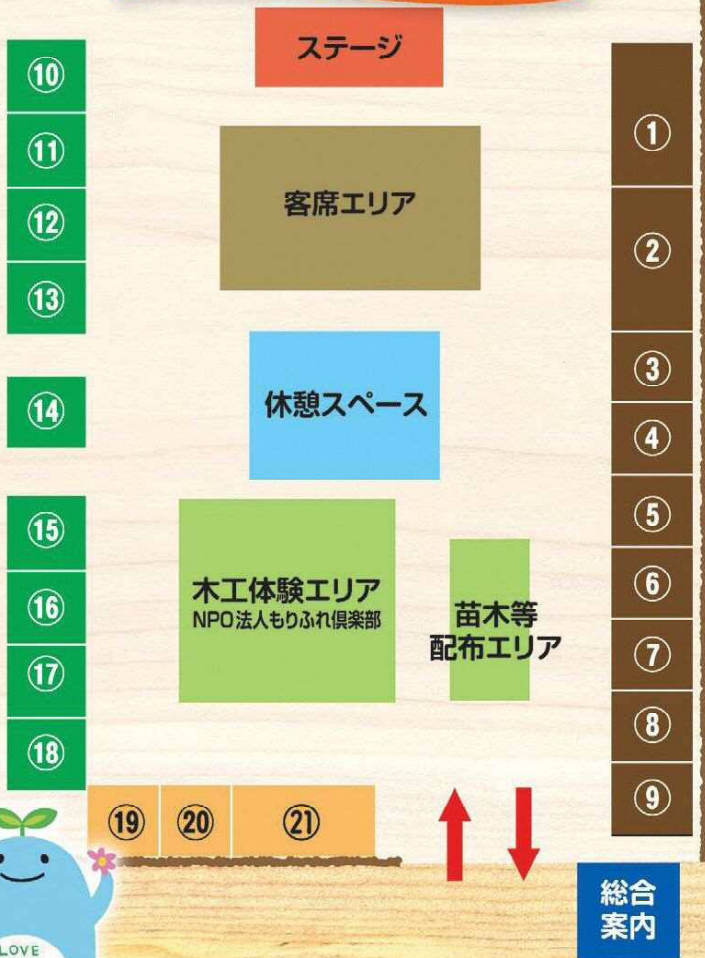 ステージ
客席エリア
休憩スペース
木工体験エリア
NPO法人もりふれ倶楽部
苗木等
配布エリア
⑩
⑪
⑫
⑬
⑭
⑮
⑯
⑰
⑱
⑲ ⑳ ㉑
①
②
③
④
⑤
⑥
⑦
⑧
⑨
総合
案内
LOVE